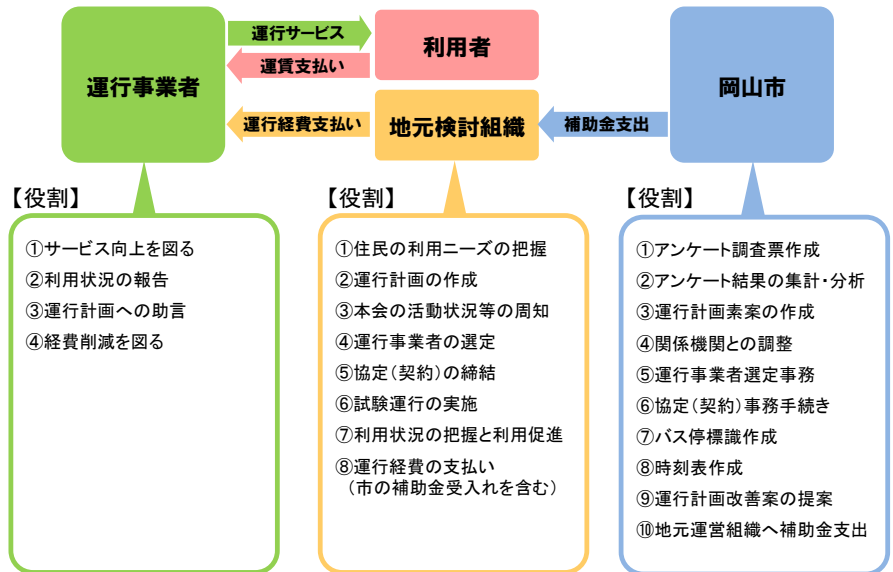 運行事業者
運行サービス
運賃支払い
利用者
運行経費支払い
地元検討組織
補助金支出
岡山市
【役割】
①サービス向上を図る
②利用状況の報告
③運行計画への助言
④経費削減を図る
【役割】
①住民の利用ニーズの把握
②運行計画の作成
③本会の活動状況等の周知
④運行事業者の選定
⑤協定(契約)の締結
⑥試験運行の実施
⑦利用状況の把握と利用促進
⑧運行経費の支払い
(市の補助金受入れを含む)
【役割】
①アンケート調査票作成
②アンケート結果の集計・分析
③運行計画素案の作成
④関係機関との調整
⑤運行事業者選定事務
⑥協定(契約)事務手続き
⑦バス停標識作成
⑧時刻表作成
⑨運行計画改善案の提案
⑩地元運営組織へ補助金支出